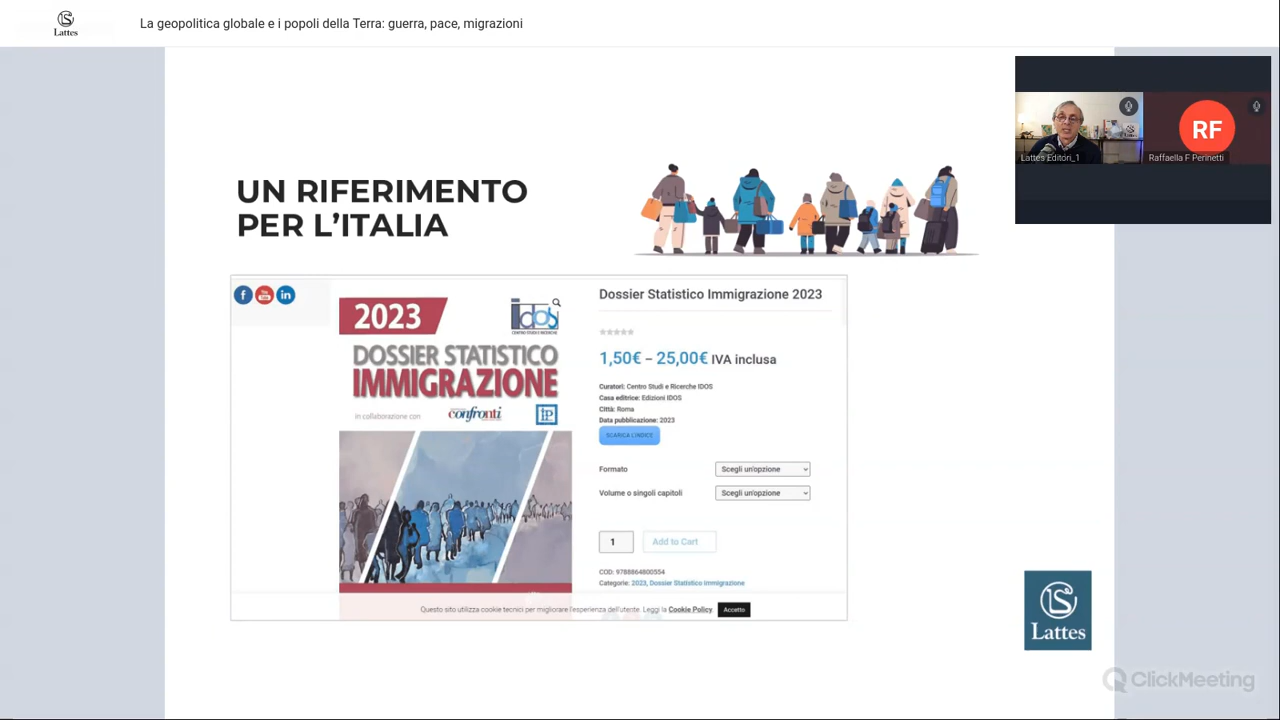 Lattes
La geopolitica globale e i popoli della Terra: guerra, pace, migrazioni
Lattes Editori_1
RF
Raffaella F Perinetti
UN RIFERIMENTO
PER L'ITALIA
2023
idos
CENTRO STUDI E RICERCHE
DOSSIER STATISTICO
IMMIGRAZIONE
in collaborazione con
confronti
Dossier Statistico Immigrazione 2023
1,50€ – 25,00€ IVA inclusa
Curatori: Centro Studi e Ricerche IDOS
Casa editrice: Edizioni IDOS
Città: Roma
Data pubblicazione: 2023
SCARICA L'INDICE
Formato Scegli un'opzione
Volume o singoli capitoli Scegli un'opzione
1 Add to Cart
COD: 9788864800554
Categorie: 2023, Dossier Statistico Immigrazione
Questo sito utilizza cookie tecnici per migliorare l'esperienza dell'utente. Leggi la Cookie Policy Accetto
Lattes
ClickMeeting